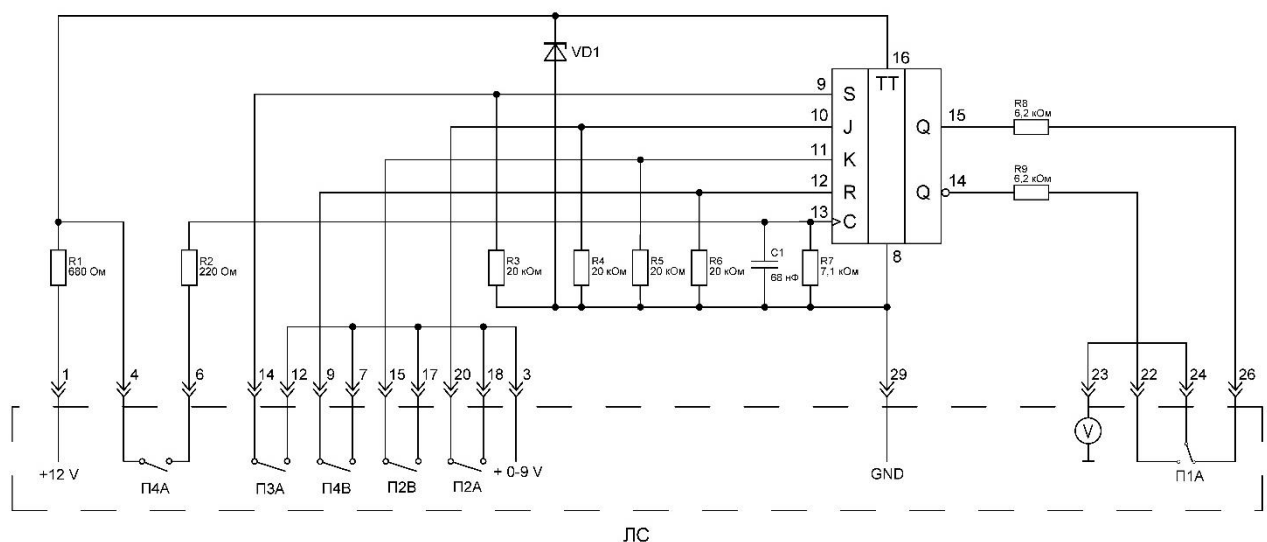 VD1
16
TT
9
S
10
J
11
K
12
R
13
C
Q
15
Q
14
8
R8
6,2 кОм
R9
6,2 кОм
R1
680 Ом
R2
220 Ом
R3
20 кОм
R4
20 кОм
R5
20 кОм
R6
20 кОм
C1
68 нФ
R7
7,1 кОм
1
4
6
14
12
9
7
15
17
20
18
3
29
23
22
24
26
V
+12 V
П4А
П3А
П4В
П2В
П2А
+ 0-9 V
GND
П1А
ЛС